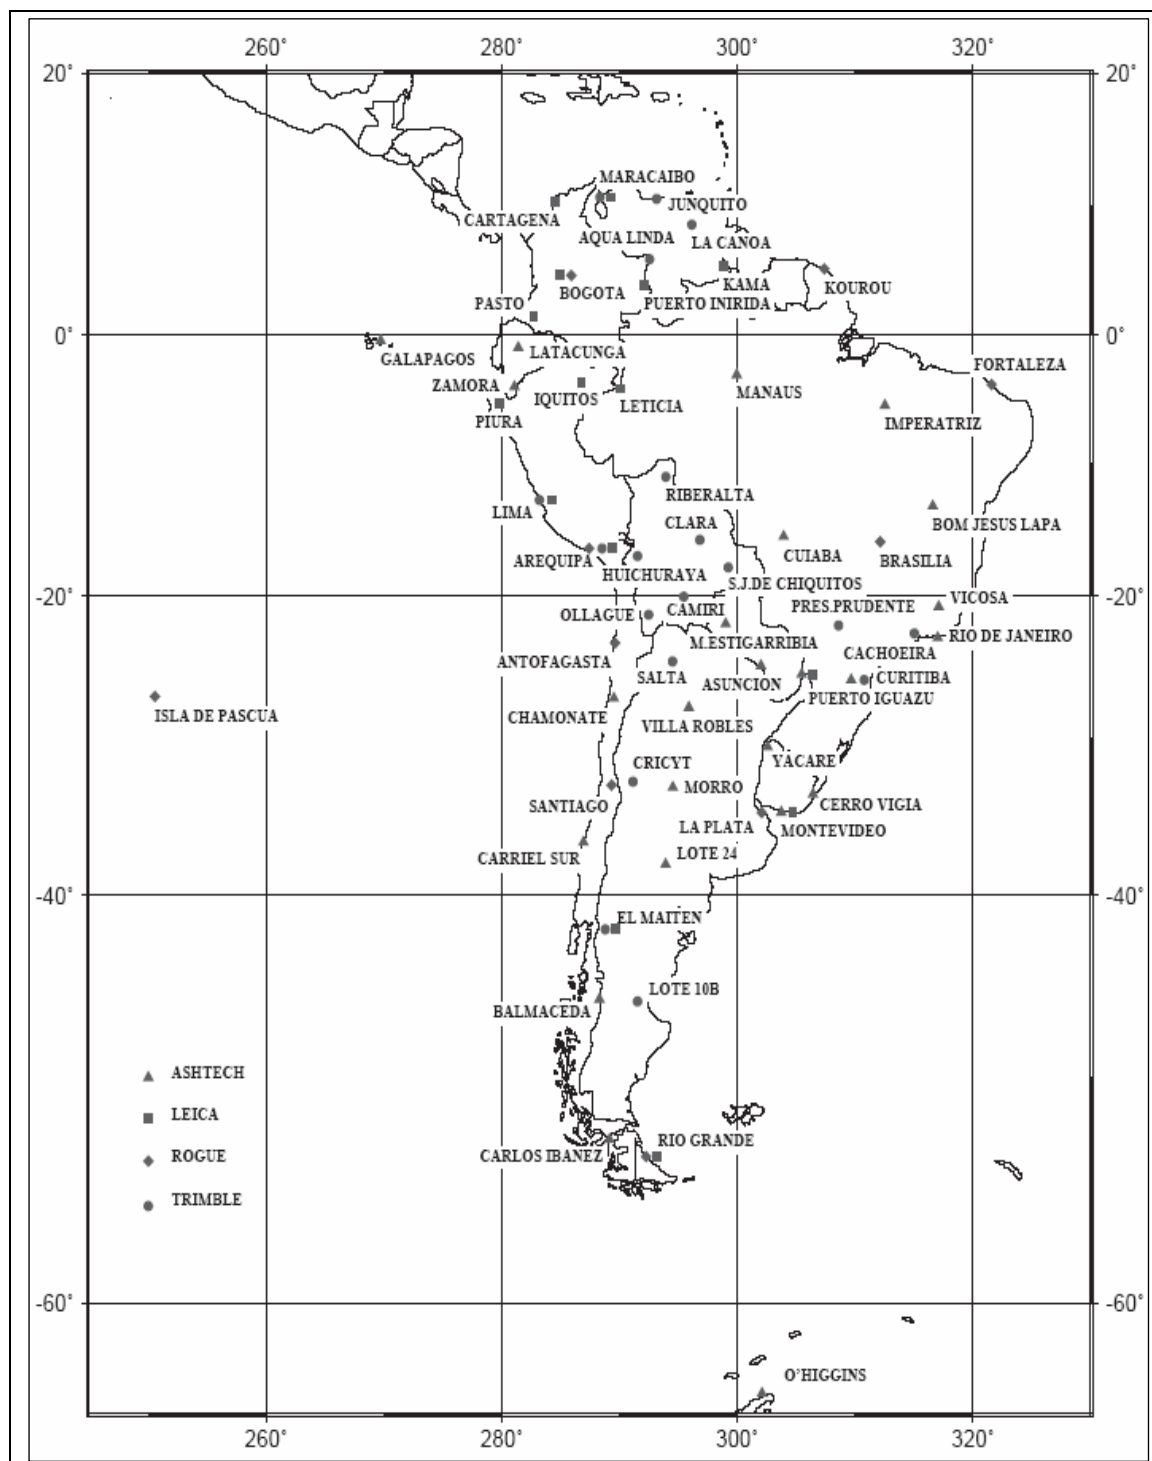 260°
280°
300°
320°
20°
20°
MARACAIBO
JUNQUITO
CARTAGENA
AQUA LINDA
LA CANOA
KAMA
KOUROU
BOGOTA
PASTO
PUERTO INIRIDA
0°
0°
LATACUNGA
GALAPAGOS
FORTALEZA
ZAMORA
MANAUS
IQUITOS
LETICIA
PIURA
IMPERATRIZ
RIBERALTA
LIMA
CLARA
BOM JESUS LAPA
CUIABA
AREQUIPA
BRASILIA
HUICHURAYA
S.J.DE CHIQUITOS
-20°
-20°
VICOSA
PRES.PRUDENTE
CAMIRI
OLLAGUE
RIO DE JANEIRO
M.ESTIGARRIBIA
CACHOEIRA
ANTOFAGASTA
SALTA
ASUNCION
CURITIBA
PUERTO IGUAZU
ISLA DE PASCUA
CHAMONATE
VILLA ROBLES
CRICYT
YACARE
MORRO
SANTIAGO
CERRO VIGIA
LA PLATA
MONTEVIDEO
CARRIEL SUR
LOTE 24
-40°
-40°
EL MAITEN
LOTE 10B
BALMACEDA
ASHTECH
LEICA
ROGUE
TRIMBLE
RIO GRANDE
CARLOS IBANEZ
-60°
-60°
O'HIGGINS
260°
280°
300°
320°